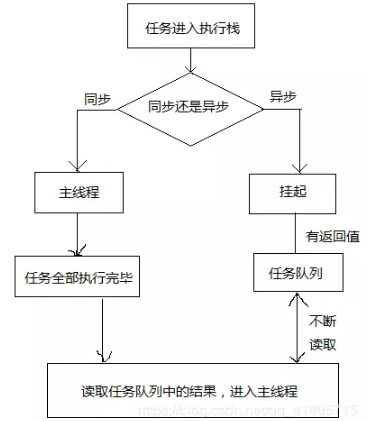 任务进入执行栈
同步还是异步
同步
异步
主线程
挂起
有返回值
任务全部执行完毕
任务队列
不断
读取
读取任务队列中的结果，进入主线程